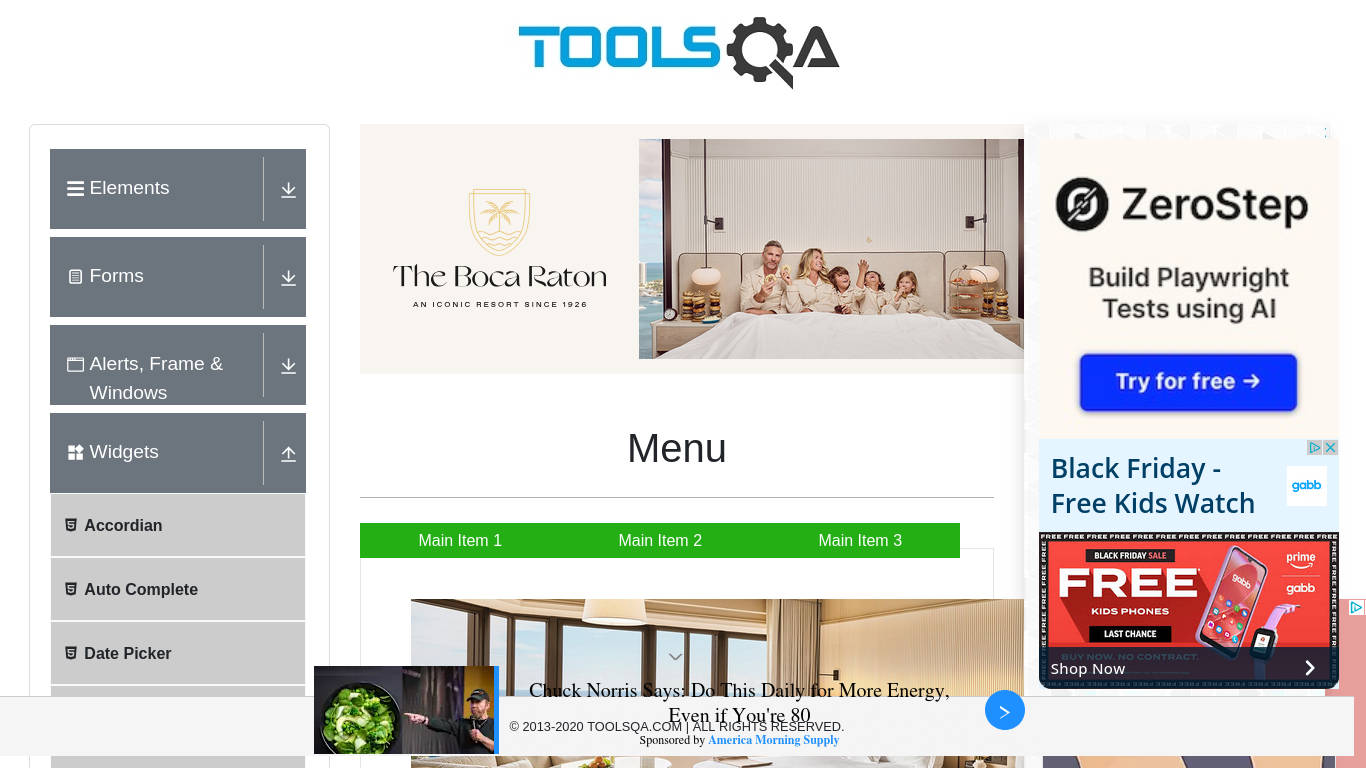 TOOLSQA
Elements
Forms
Alerts, Frame &
Windows
Widgets
Accordian
Auto Complete
Date Picker
The Boca Raton
AN ICONIC RESORT SINCE 1926
Menu
Main Item 1
Main Item 2
Main Item 3
Chuck Norris Says: Do This Daily for More Energy,
Even if You're 80
© 2013-2020 TOOLSQA.COM | ALL RIGHTS RESERVED.
Sponsored by America Morning Supply
ZeroStep
Build Playwright
Tests using AI
Try for free →
Black Friday -
Free Kids Watch
gabb
BLACK FRIDAY SALE
FREE
KIDS PHONES
LAST CHANCE
BUY NOW. NO CONTRACT.
prime
gabb
gabb
Shop Now